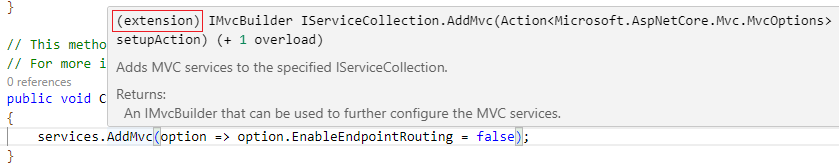 }
(extension) IMvcBuilder IServiceCollection.AddMvc(Action<Microsoft.AspNetCore.Mvc.MvcOptions>
setupAction) (+ 1 overload)
// This metho
Adds MVC services to the specified IServiceCollection.
// For more i
0 references
Returns:
public void C
An IMvcBuilder that can be used to further configure the MVC services.
{
services.AddMvc(option => option.EnableEndpointRouting = false);
}